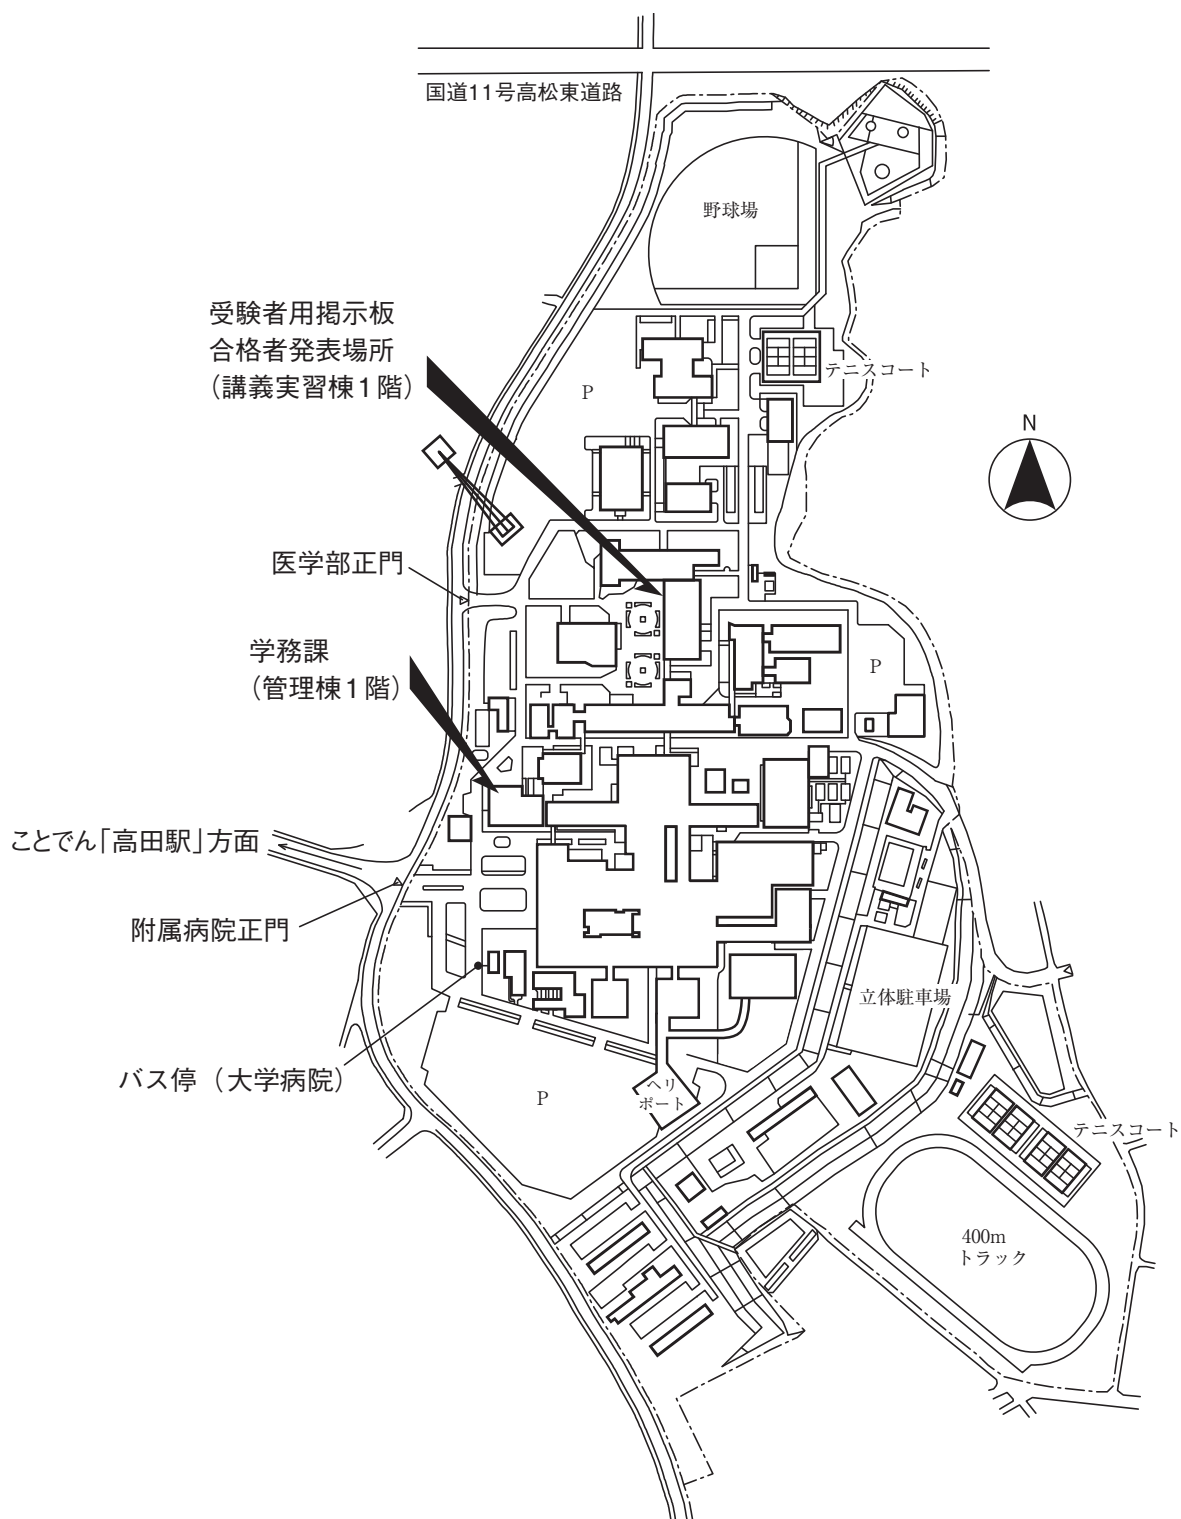 国道11号高松東道路
野球場
受験者用掲示板
合格者発表場所
（講義実習棟１階）
テニスコート
P
N
医学部正門
学務課
（管理棟１階）
P
ことでん「高田駅」方面
附属病院正門
立体駐車場
バス停（大学病院）
P
ヘリ
ポート
テニスコート
400m
トラック